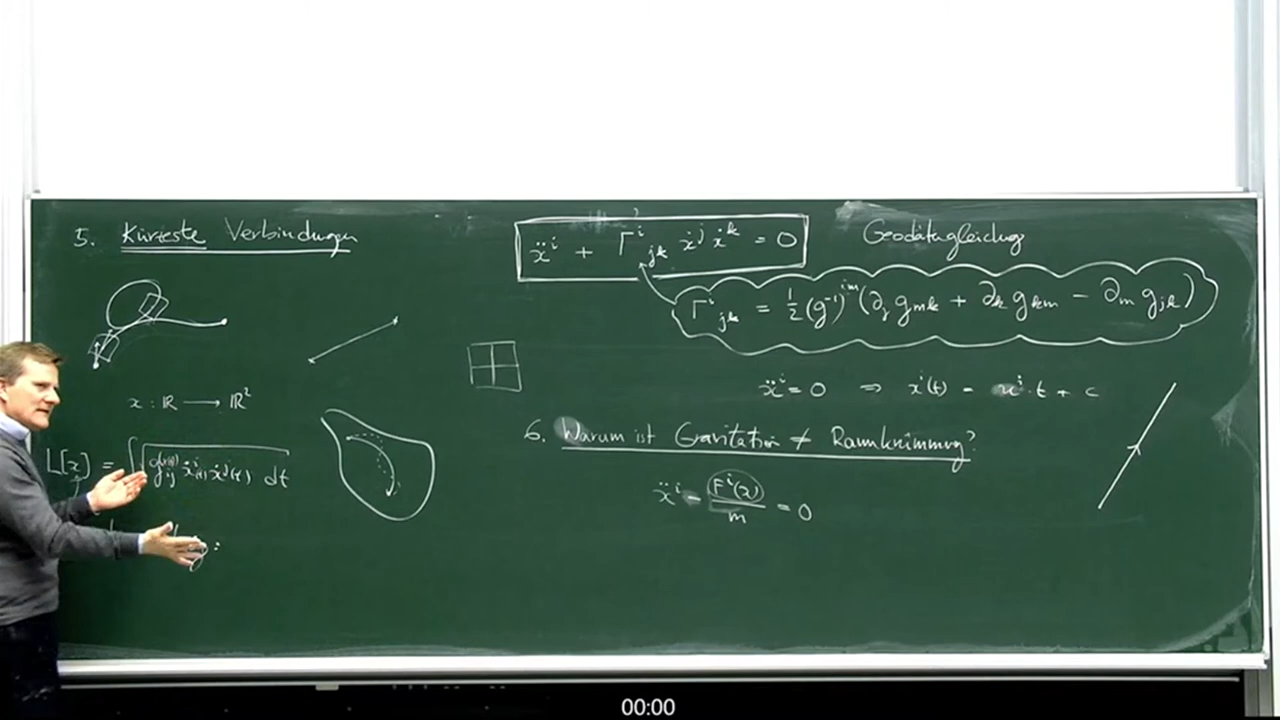 5. Kürzeste Verbindungen
x : ℝ ⟶ ℝ²
L[x] = ∫ √(g_ij(x(t)) ẋ^i(t) ẋ^j(t)) dt
ẍ^i + Γ^i_jk ẋ^j ẋ^k = 0
Geodätengleichung
Γ^i_jk = 1/2 (g⁻¹)^im (∂_j g_mk + ∂_k g_km − ∂_m g_jk)
ẍ^i = 0 ⇒ x^i(t) = t + c
6. Warum ist Gravitation ≠ Raumkrümmung?
ẍ^i − F^i(x)/m = 0
00:00